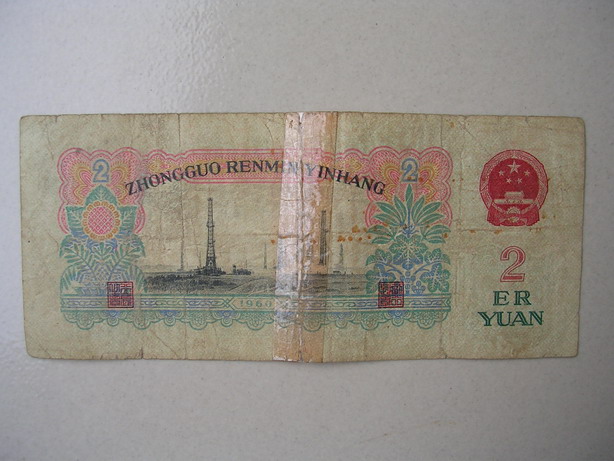 2 2
ZHONGGUO RENMIN YINHANG
1960
2
ER
YUAN